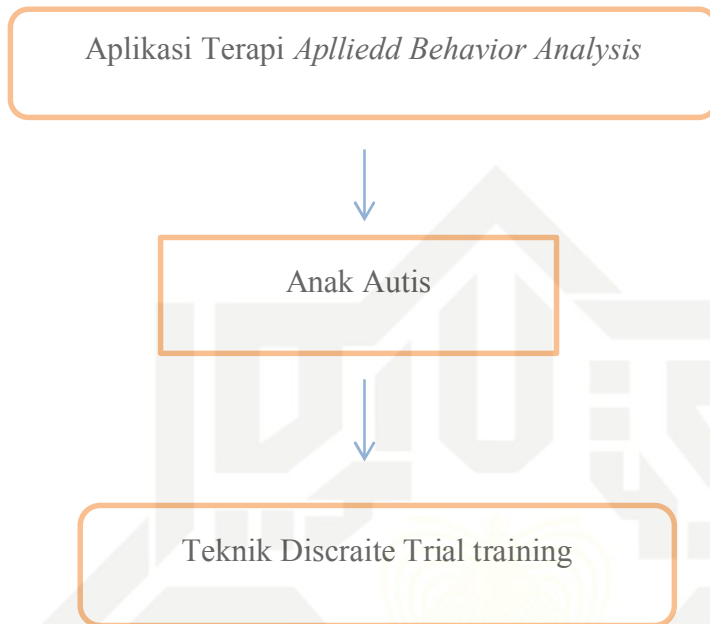 Aplikasi Terapi Aplliedd Behavior Analysis
Anak Autis
Teknik Discraite Trial training